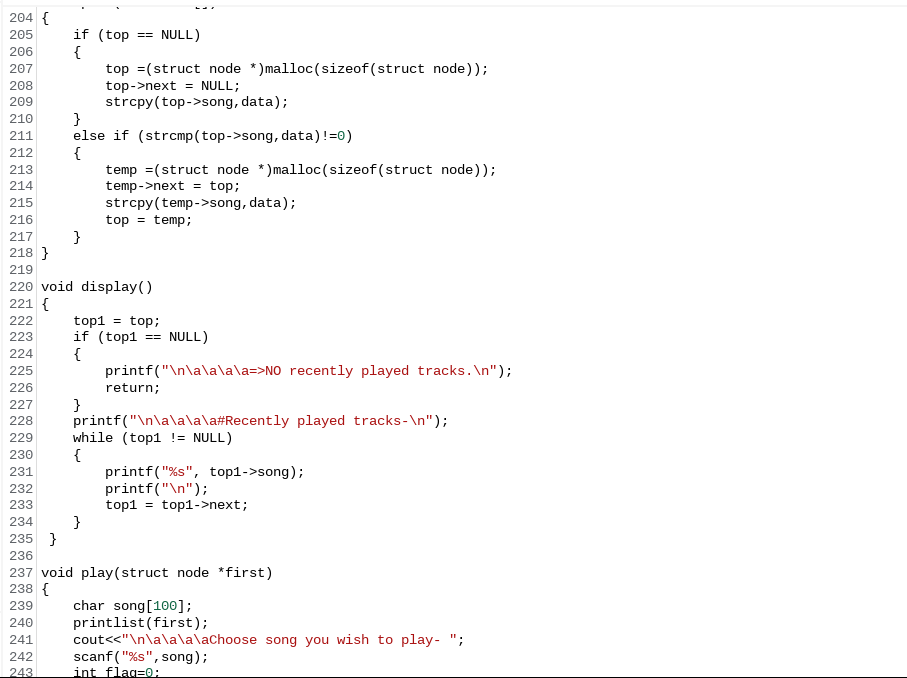 204 {
205     if (top == NULL)
206     {
207         top =(struct node *)malloc(sizeof(struct node));
208         top->next = NULL;
209         strcpy(top->song,data);
210     }
211     else if (strcmp(top->song,data)!=0)
212     {
213         temp =(struct node *)malloc(sizeof(struct node));
214         temp->next = top;
215         strcpy(temp->song,data);
216         top = temp;
217     }
218 }
219
220 void display()
221 {
222     top1 = top;
223     if (top1 == NULL)
224     {
225         printf("\n\a\a\a\a=>NO recently played tracks.\n");
226         return;
227     }
228     printf("\n\a\a\a\a#Recently played tracks-\n");
229     while (top1 != NULL)
230     {
231         printf("%s", top1->song);
232         printf("\n");
233         top1 = top1->next;
234     }
235  }
236
237 void play(struct node *first)
238 {
239     char song[100];
240     printlist(first);
241     cout<<"\n\a\a\a\aChoose song you wish to play- ";
242     scanf("%s",song);
243     int flag=0;